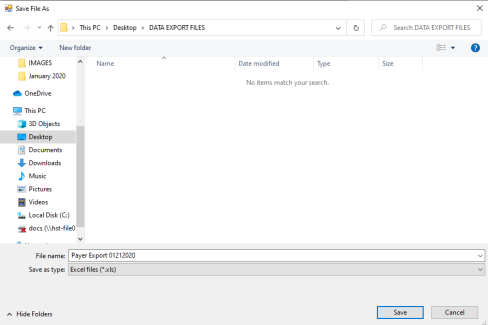 Save File As
This PC > Desktop > DATA EXPORT FILES
Search DATA EXPORT FILES
Organize New folder
Name Date modified Type Size
No items match your search.
IMAGES
January 2020
OneDrive
This PC
3D Objects
Desktop
Documents
Downloads
Music
Pictures
Videos
Local Disk (C:)
docs (\\hst-file0
File name: Payer Export 01212020
Save as type: Excel files (*.xls)
Hide Folders
Save Cancel